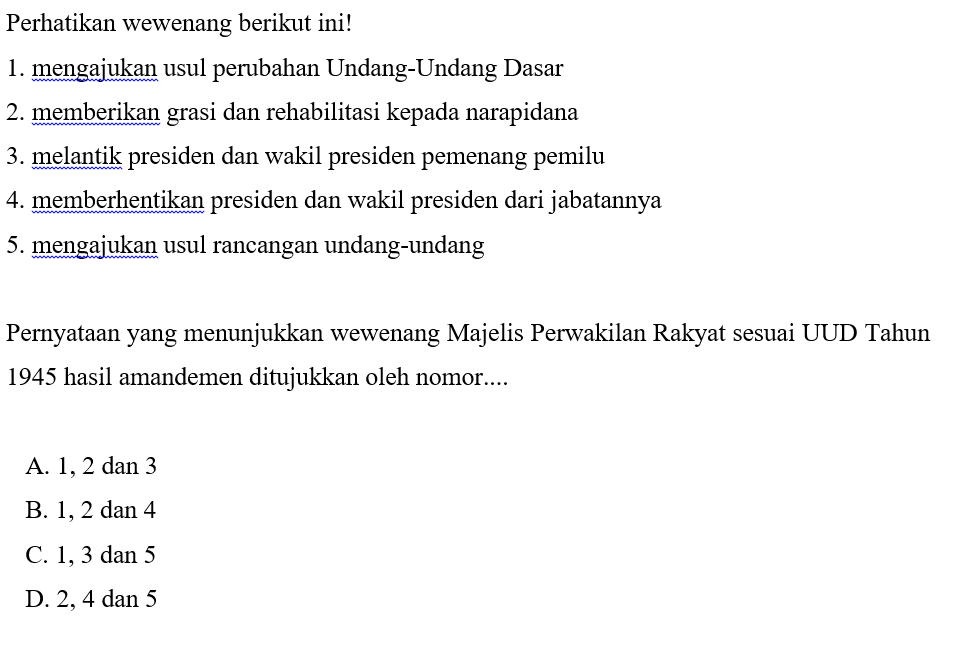 Perhatikan wewenang berikut ini!
1. mengajukan usul perubahan Undang-Undang Dasar
2. memberikan grasi dan rehabilitasi kepada narapidana
3. melantik presiden dan wakil presiden pemenang pemilu
4. memberhentikan presiden dan wakil presiden dari jabatannya
5. mengajukan usul rancangan undang-undang
Pernyataan yang menunjukkan wewenang Majelis Perwakilan Rakyat sesuai UUD Tahun
1945 hasil amandemen ditujukkan oleh nomor....
A. 1, 2 dan 3
B. 1, 2 dan 4
C. 1, 3 dan 5
D. 2, 4 dan 5